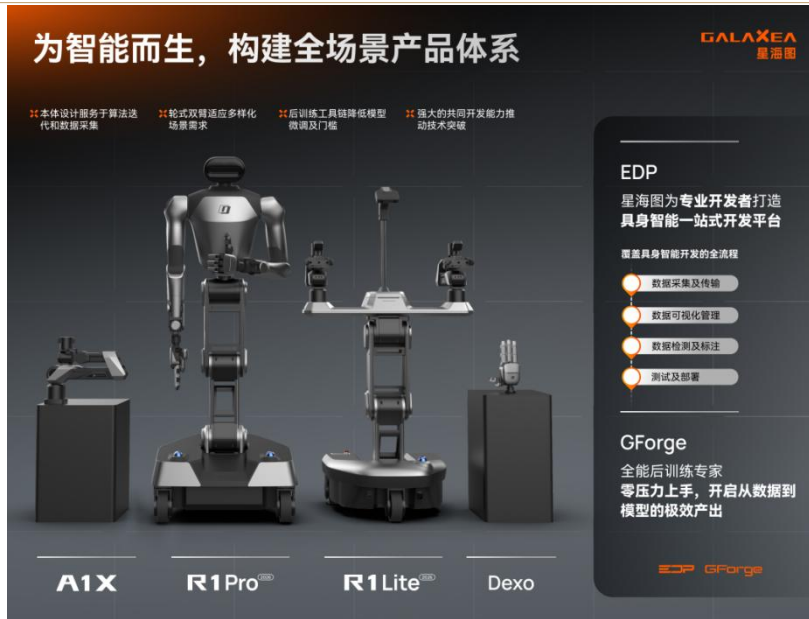 为智能而生，构建全场景产品体系
GALAXEA
星海图
本体设计服务于算法迭
代和数据采集
轮式双臂适应多样化
场景需求
后训练工具链降低模型
微调及门槛
强大的共同开发能力推
动技术突破
EDP
星海图为专业开发者打造
具身智能一站式开发平台
覆盖具身智能开发的全流程
数据采集及传输
数据可视化管理
数据检测及标注
测试及部署
GForge
全能后训练专家
零压力上手，开启从数据到
模型的极效产出
EDP GForge
A1X
R1Pro
R1Lite
Dexo